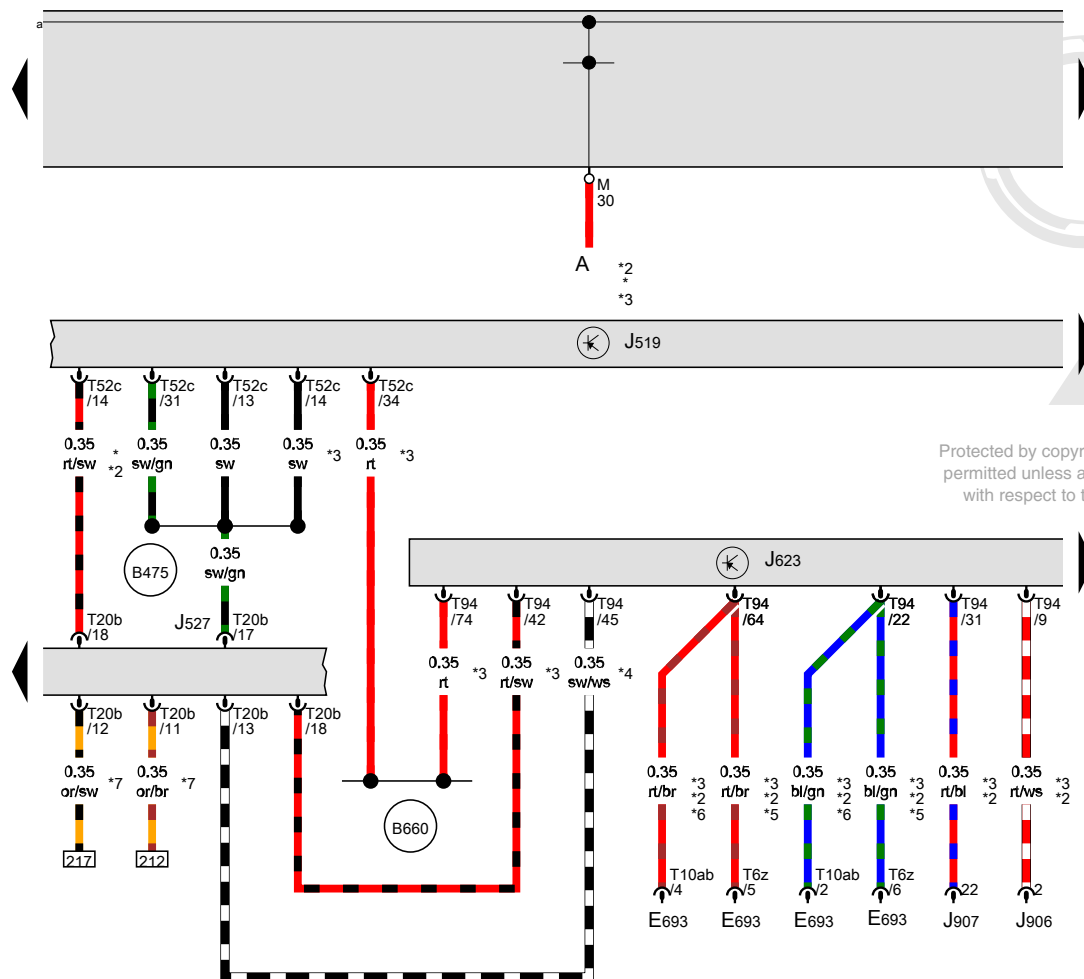 a
M
30
A
*2
*
*3
J519
T52c
/14
T52c
/31
T52c
/13
T52c
/14
T52c
/34
0.35
rt/sw
*
*2
0.35
sw/gn
0.35
sw
0.35
sw
*3
0.35
rt
*3
Protected by copyr
permitted unless a
with respect to t
B475
0.35
sw/gn
J623
T20b
/18
J527
T20b
/17
T94
/74
T94
/42
T94
/45
T94
/64
T94
/22
T94
/31
T94
/9
0.35
rt
*3
0.35
rt/sw
*3
0.35
sw/ws
*4
T20b
/12
T20b
/11
T20b
/13
T20b
/18
0.35
or/sw
*7
0.35
or/br
*7
B660
0.35
rt/br
*3
*2
*6
0.35
rt/br
*3
*2
*5
0.35
bl/gn
*3
*2
*6
0.35
bl/gn
*3
*2
*5
0.35
rt/bl
*3
*2
0.35
rt/ws
*3
*2
217
212
T10ab
/4
T6z
/5
T10ab
/2
T6z
/6
22
2
E693
E693
E693
E693
J907
J906